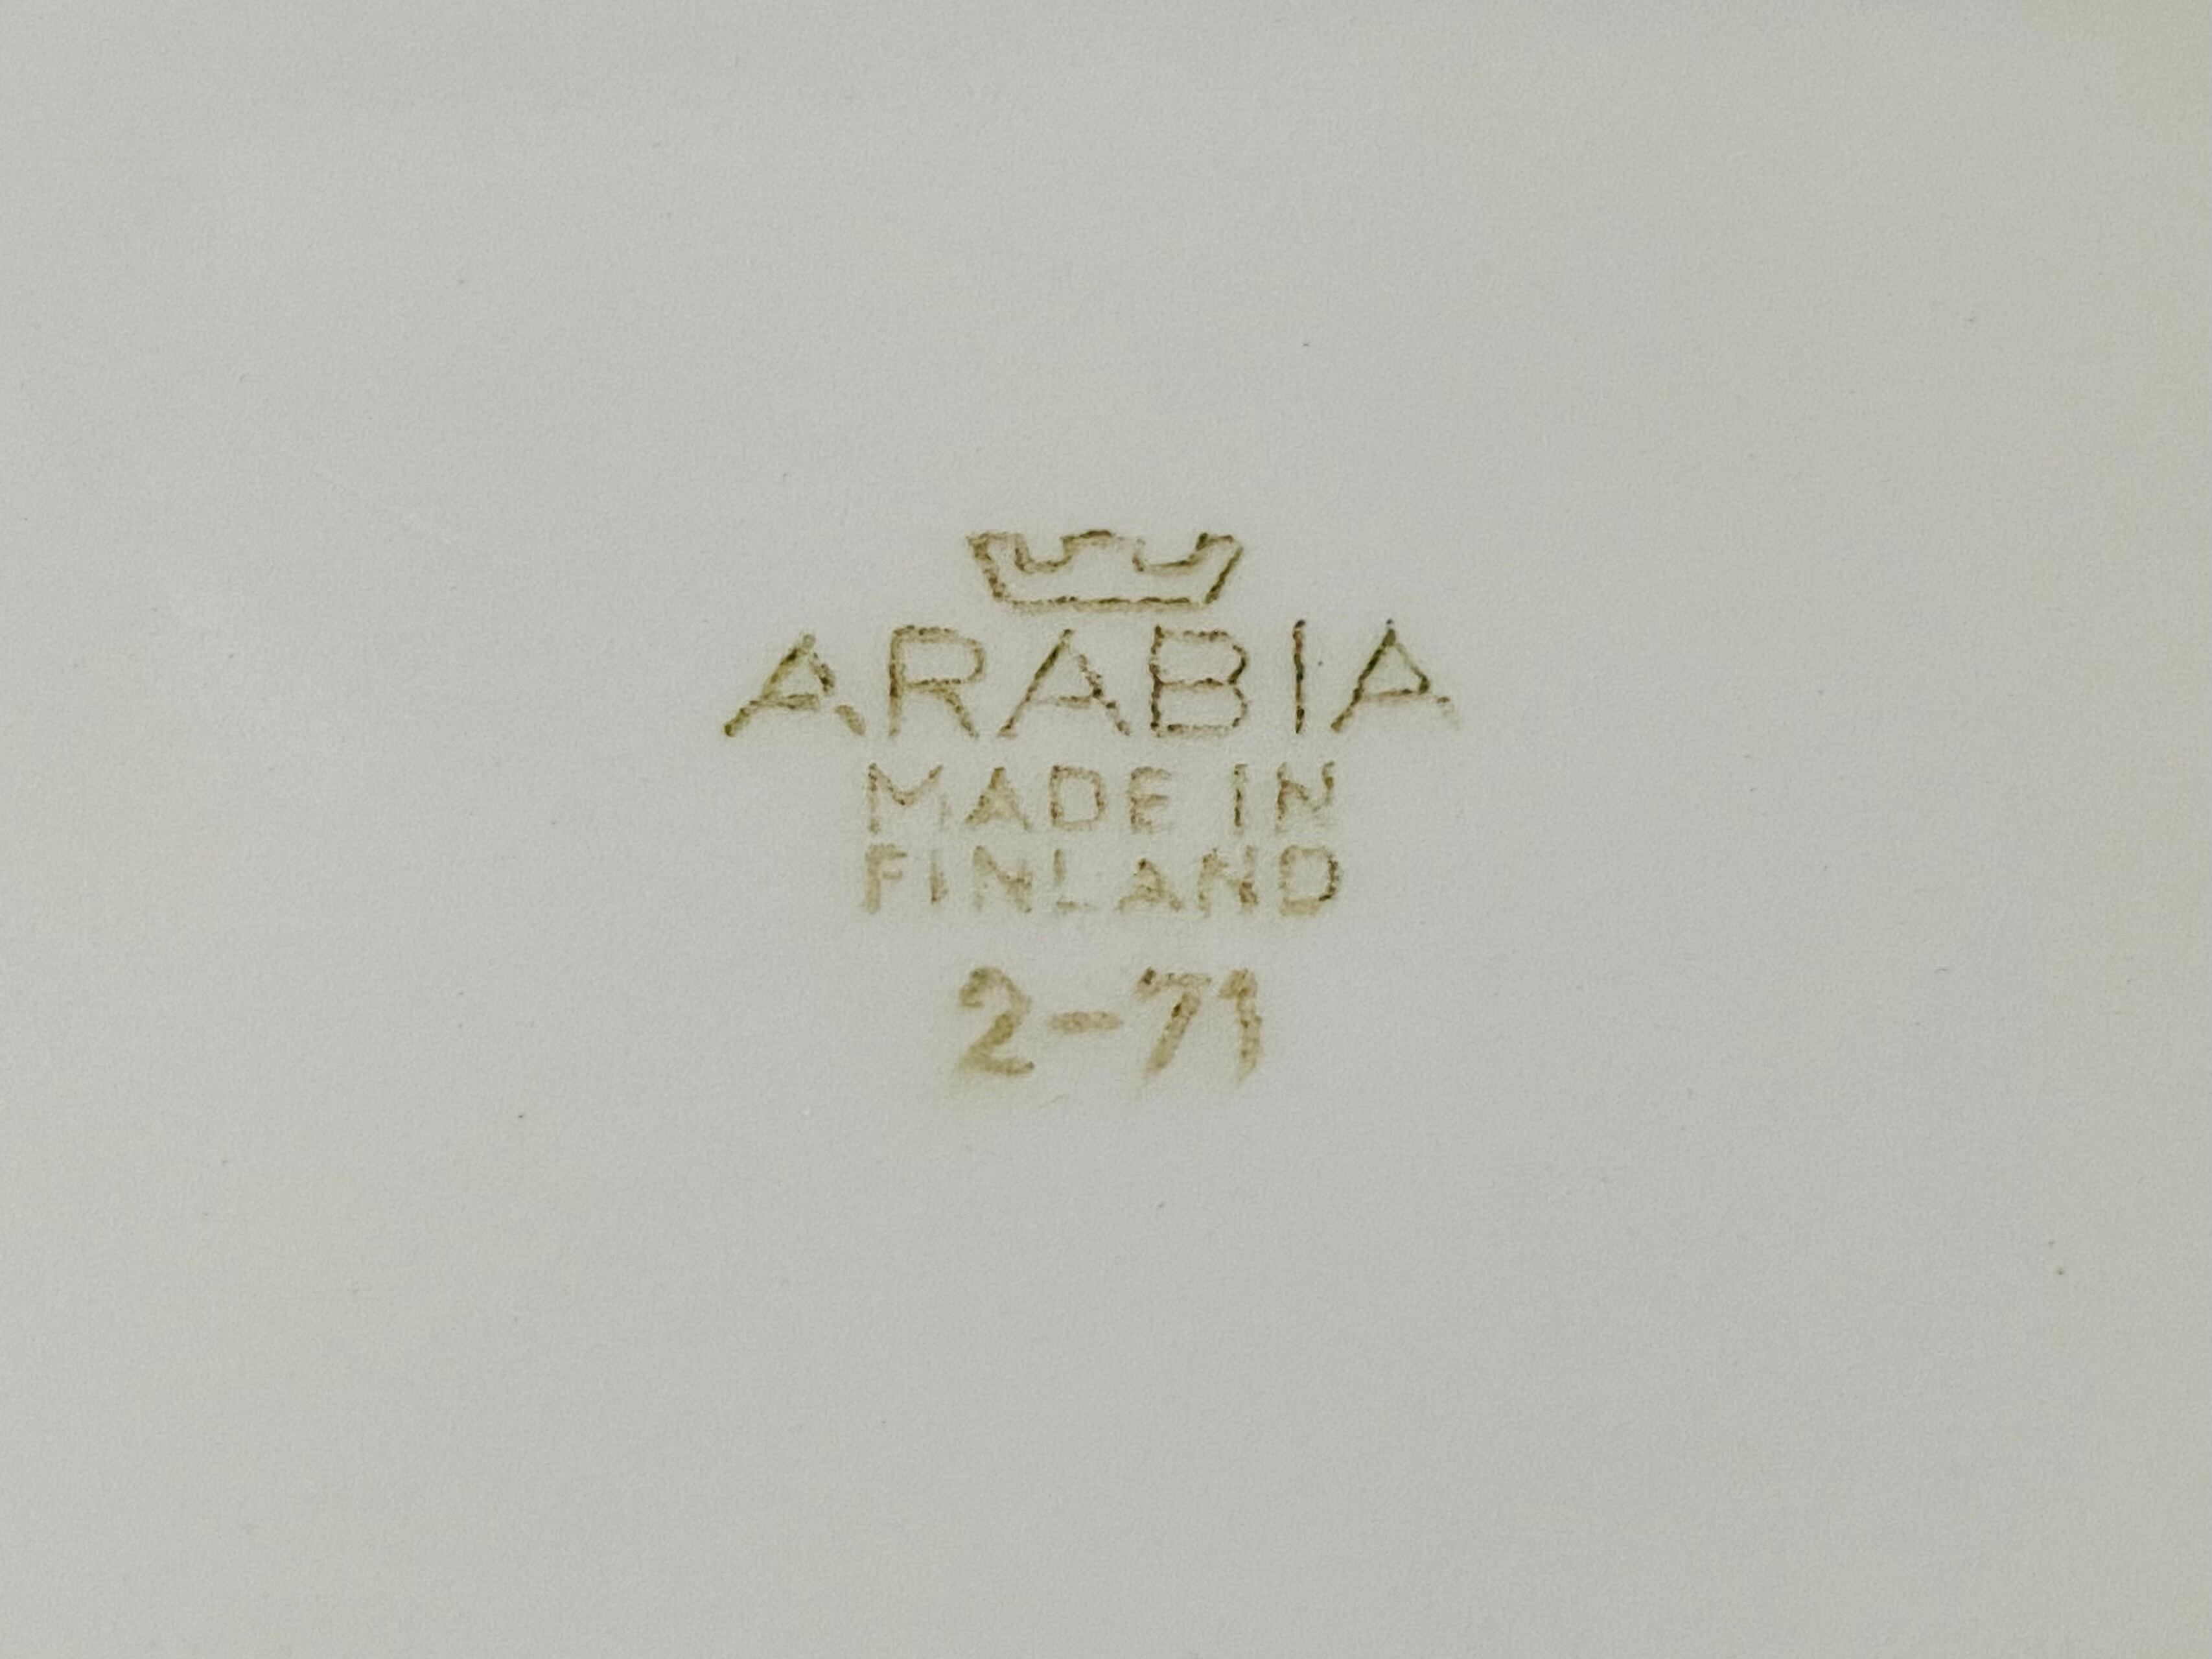 ARABIA
MADE IN
FINLAND
2-71